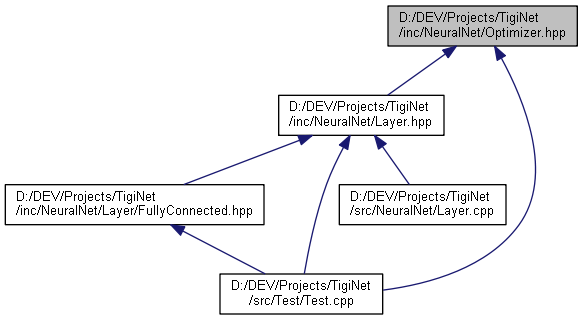 D:/DEV/Projects/TigiNet
/inc/NeuralNet/Optimizer.hpp
D:/DEV/Projects/TigiNet
/inc/NeuralNet/Layer.hpp
D:/DEV/Projects/TigiNet
/inc/NeuralNet/Layer/FullyConnected.hpp
D:/DEV/Projects/TigiNet
/src/NeuralNet/Layer.cpp
D:/DEV/Projects/TigiNet
/src/Test/Test.cpp